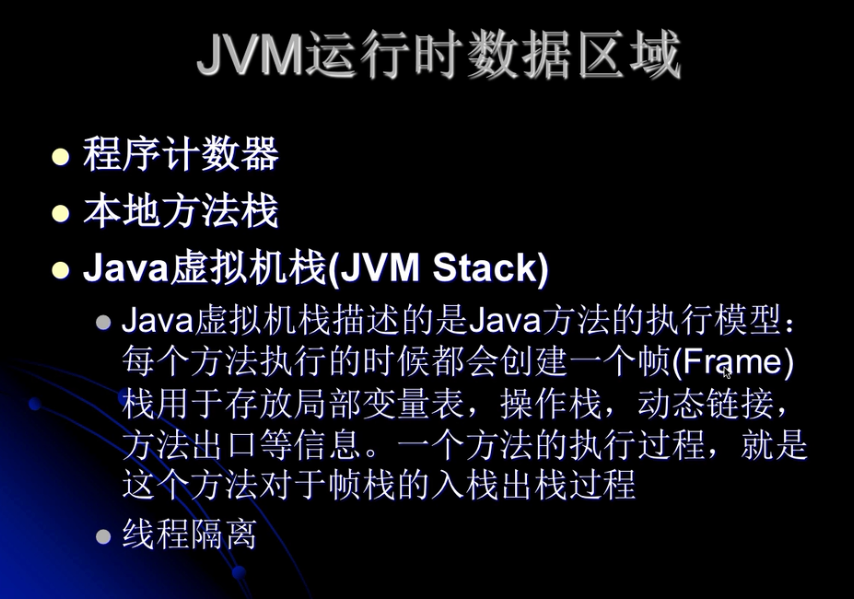 JVM运行时数据区域
程序计数器
本地方法栈
Java虚拟机栈(JVM Stack)
Java虚拟机栈描述的是Java方法的执行模型：
每个方法执行的时候都会创建一个帧(Frame)
栈用于存放局部变量表，操作栈，动态链接，
方法出口等信息。一个方法的执行过程，就是
这个方法对于帧栈的入栈出栈过程
线程隔离